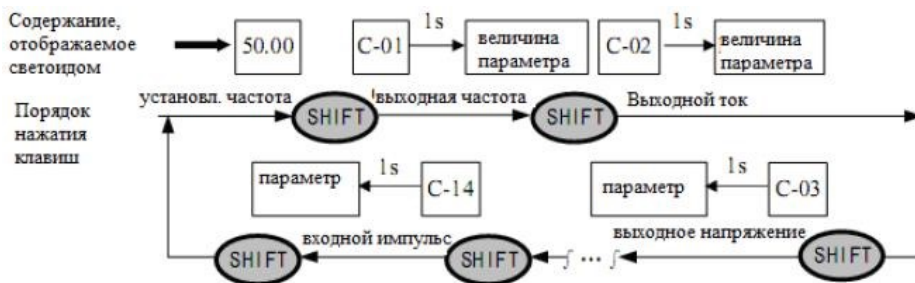 Содержание,
отображаемое
светоидом
50.00
C-01
1s
величина
параметра
C-02
1s
величина
параметра
Порядок
нажатия
клавиш
установл. частота
SHIFT
выходная частота
SHIFT
Выходной ток
параметр
1s
C-14
параметр
1s
C-03
SHIFT
входной импульс
SHIFT
...
выходное напряжение
SHIFT